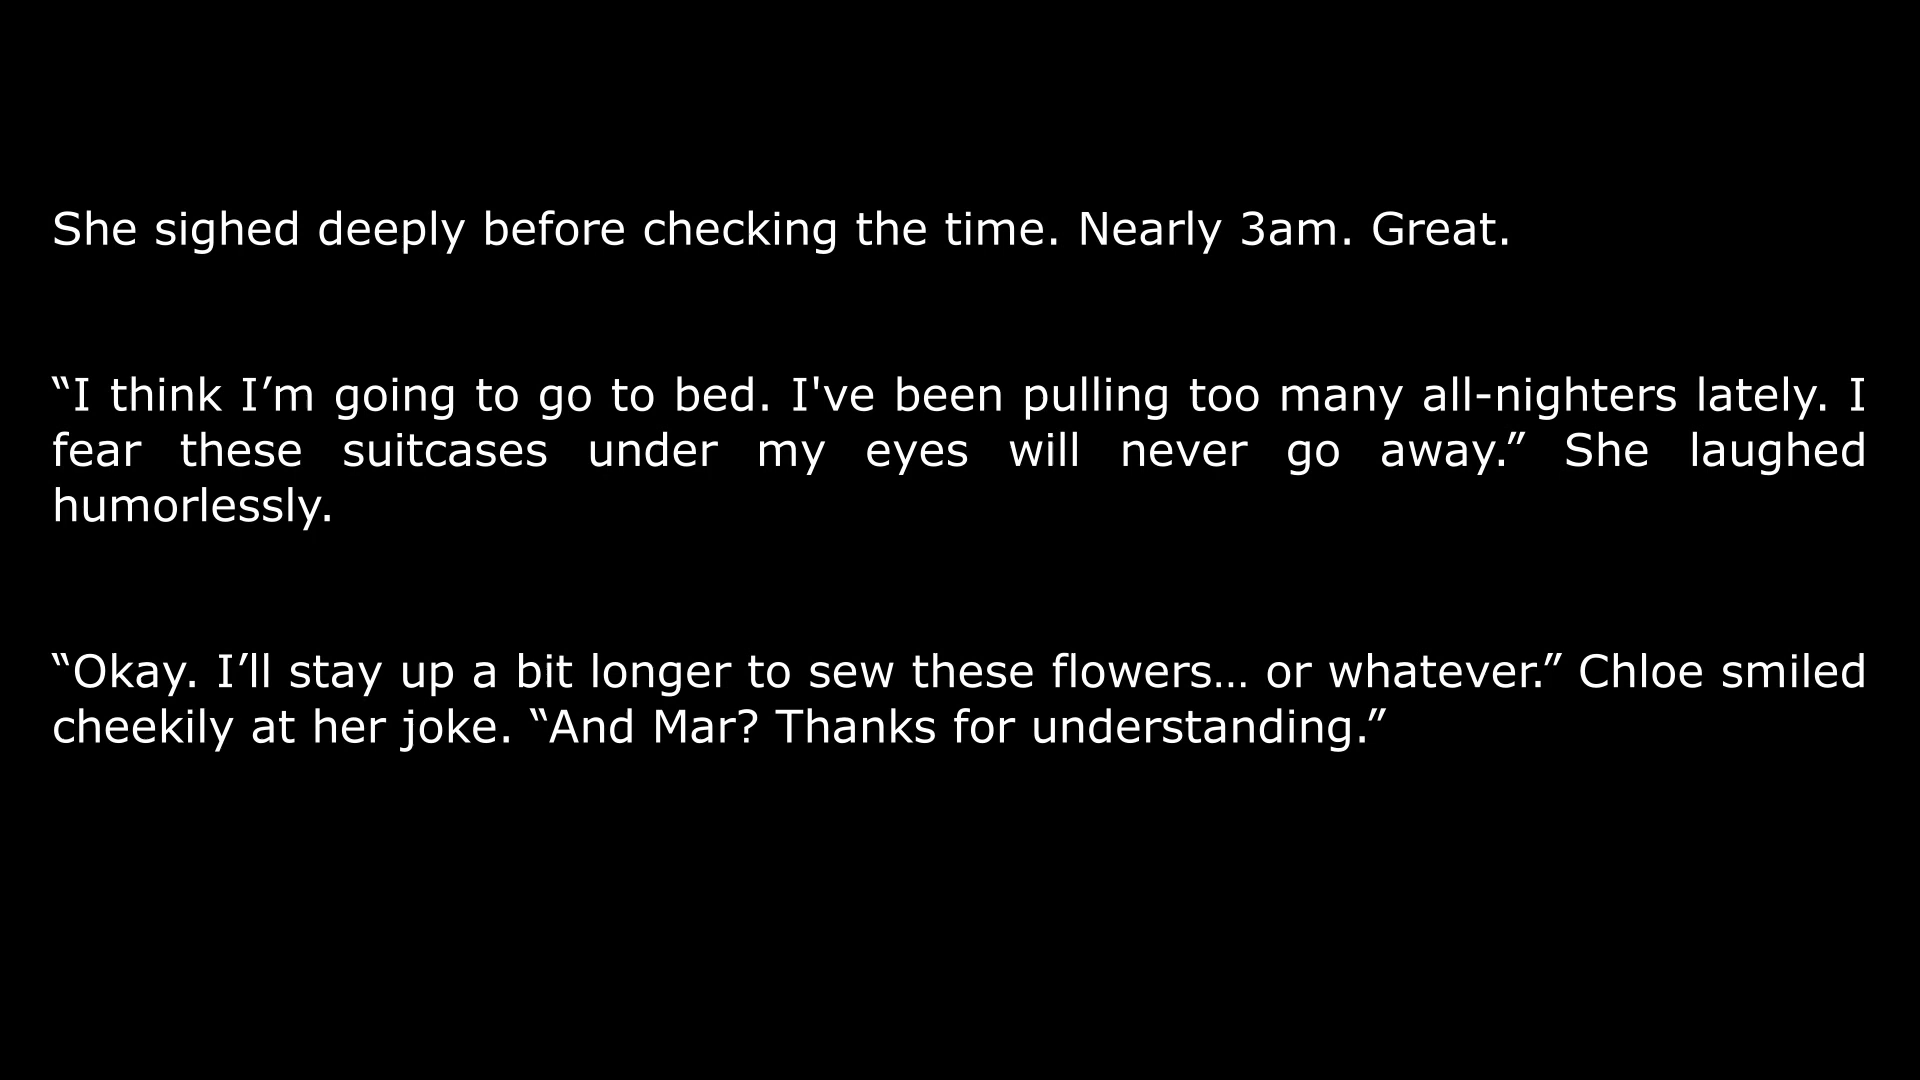 She sighed deeply before checking the time. Nearly 3am. Great.
“I think I’m going to go to bed. I've been pulling too many all-nighters lately. I
fear these suitcases under my eyes will never go away.” She laughed
humorlessly.
“Okay. I’ll stay up a bit longer to sew these flowers… or whatever.” Chloe smiled
cheekily at her joke. “And Mar? Thanks for understanding.”